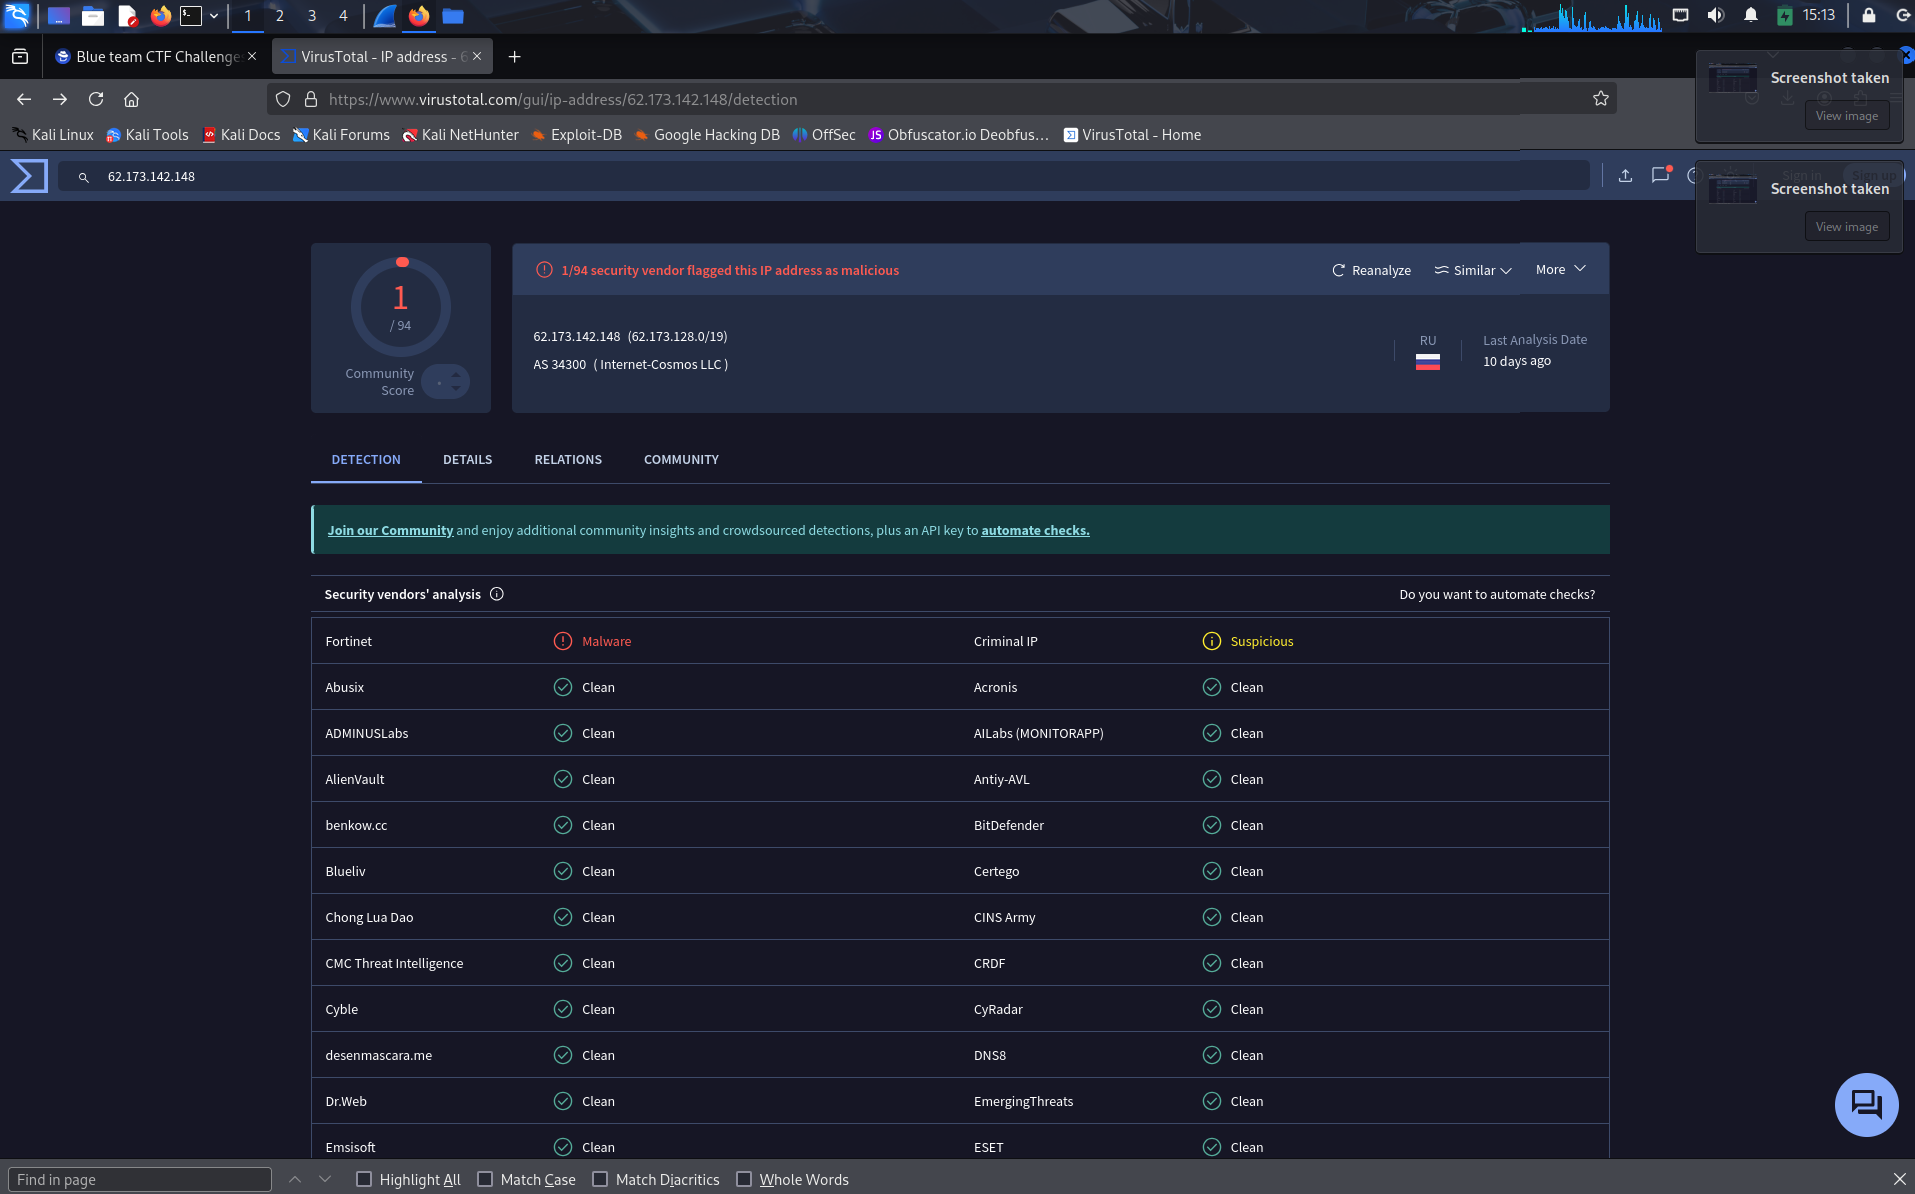 1 2 3 4 15:13
Blue team CTF Challenge
VirusTotal - IP address - 6
https://www.virustotal.com/gui/ip-address/62.173.142.148/detection
Screenshot taken
View image
Kali Linux Kali Tools Kali Docs Kali Forums Kali NetHunter Exploit-DB Google Hacking DB OffSec Obfuscator.io Deobfus… VirusTotal - Home
62.173.142.148
Sign in Sign up
Screenshot taken
View image
1
/ 94
Community
Score
1/94 security vendor flagged this IP address as malicious
Reanalyze Similar More
62.173.142.148 (62.173.128.0/19)
AS 34300 ( Internet-Cosmos LLC )
RU
Last Analysis Date
10 days ago
DETECTION DETAILS RELATIONS COMMUNITY
Join our Community and enjoy additional community insights and crowdsourced detections, plus an API key to automate checks.
Security vendors' analysis Do you want to automate checks?
Fortinet Malware Criminal IP Suspicious
Abusix Clean Acronis Clean
ADMINUSLabs Clean AILabs (MONITORAPP) Clean
AlienVault Clean Antiy-AVL Clean
benkow.cc Clean BitDefender Clean
Blueliv Clean Certego Clean
Chong Lua Dao Clean CINS Army Clean
CMC Threat Intelligence Clean CRDF Clean
Cyble Clean CyRadar Clean
desenmascara.me Clean DNS8 Clean
Dr.Web Clean EmergingThreats Clean
Emsisoft Clean ESET Clean
Find in page Highlight All Match Case Match Diacritics Whole Words